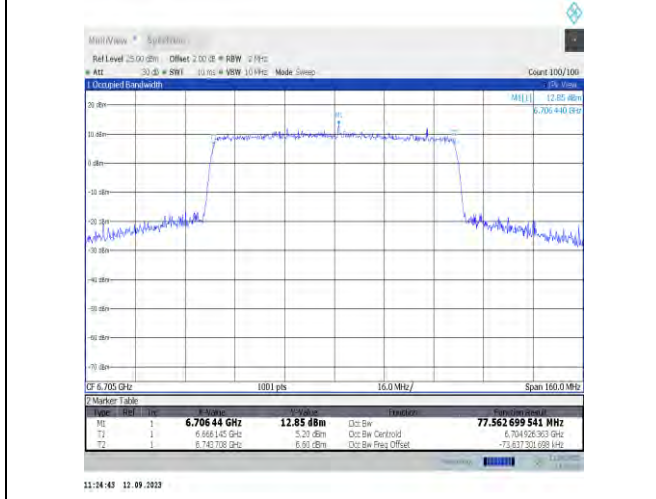 MultiView Spectrum
Ref Level 25.00 dBm Offset 2.00 dB RBW 2 MHz
Att 30 dB SWT 10 ms VBW 10 MHz Mode Sweep Count 100/100
1 Occupied Bandwidth 1Pk View
M1[1] 12.85 dBm
6.706 440 GHz
20 dBm
M1
10 dBm
0 dBm
-10 dBm
-20 dBm
-30 dBm
-40 dBm
-50 dBm
-60 dBm
-70 dBm
CF 6.705 GHz 1001 pts 16.0 MHz/ Span 160.0 MHz
2 Marker Table
Type Ref Trc X-Value Y-Value Function Function Result
M1 1 6.706 44 GHz 12.85 dBm Occ Bw 77.562 699 541 MHz
T1 1 6.666 145 GHz 5.20 dBm Occ Bw Centroid 6.704 926 363 GHz
T2 1 6.743 708 GHz 6.60 dBm Occ Bw Freq Offset -73.637 301 698 kHz
11:24:43 12.09.2023